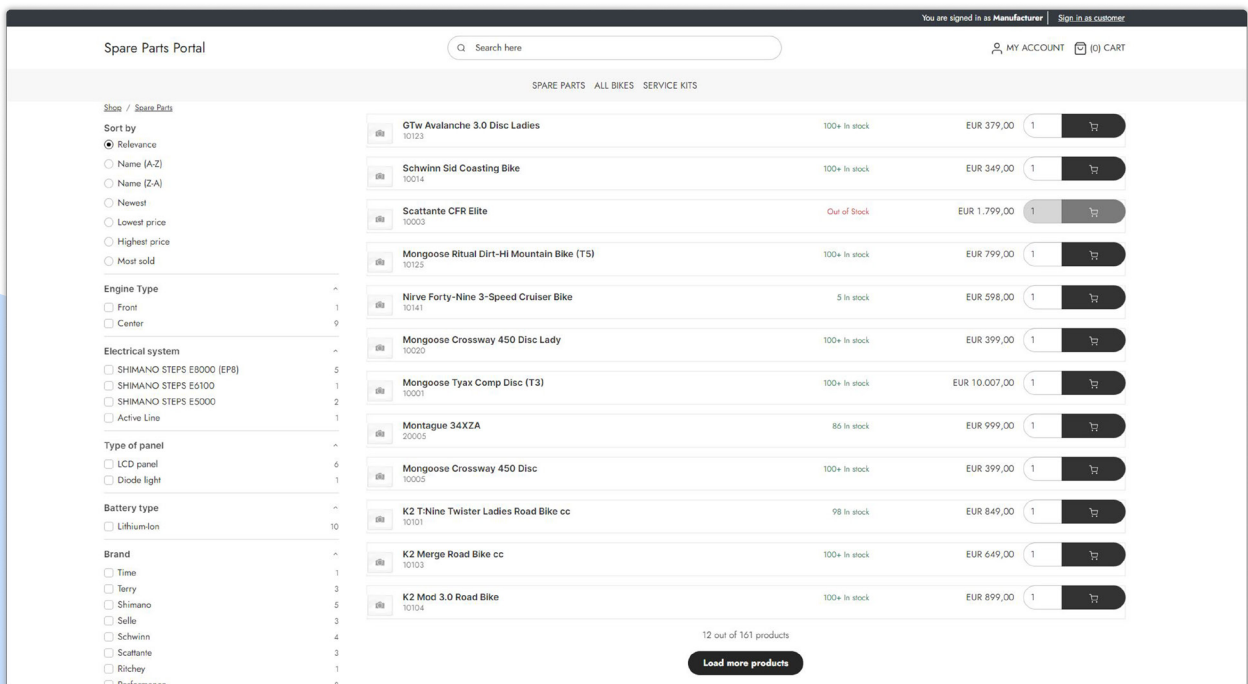 You are signed in as Manufacturer Sign in as customer
Spare Parts Portal
Search here
MY ACCOUNT (0) CART
SPARE PARTS ALL BIKES SERVICE KITS
Shop / Spare Parts
Sort by
Relevance
Name (A-Z)
Name (Z-A)
Newest
Lowest price
Highest price
Most sold
Engine Type
Front 1
Center 9
Electrical system
SHIMANO STEPS E8000 (EP8) 5
SHIMANO STEPS E6100 1
SHIMANO STEPS E5000 2
Active Line 1
Type of panel
LCD panel 6
Diode light 1
Battery type
Lithium-Ion 10
Brand
Time 1
Terry 3
Shimano 5
Selle 3
Schwinn 4
Scattante 3
Ritchey 1
GTw Avalanche 3.0 Disc Ladies 100+ In stock EUR 379,00 1
10123
Schwinn Sid Coasting Bike 100+ In stock EUR 349,00 1
10014
Scattante CFR Elite Out of Stock EUR 1.799,00 1
10003
Mongoose Ritual Dirt-Hi Mountain Bike (T5) 100+ In stock EUR 799,00 1
10125
Nirve Forty-Nine 3-Speed Cruiser Bike 5 In stock EUR 598,00 1
10141
Mongoose Crossway 450 Disc Lady 100+ In stock EUR 399,00 1
10020
Mongoose Tyax Comp Disc (T3) 100+ In stock EUR 10.007,00 1
10001
Montague 34XZA 86 In stock EUR 999,00 1
20005
Mongoose Crossway 450 Disc 100+ In stock EUR 399,00 1
10005
K2 T:Nine Twister Ladies Road Bike cc 98 In stock EUR 849,00 1
10101
K2 Merge Road Bike cc 100+ In stock EUR 649,00 1
10103
K2 Mod 3.0 Road Bike 100+ In stock EUR 899,00 1
10104
12 out of 161 products
Load more products